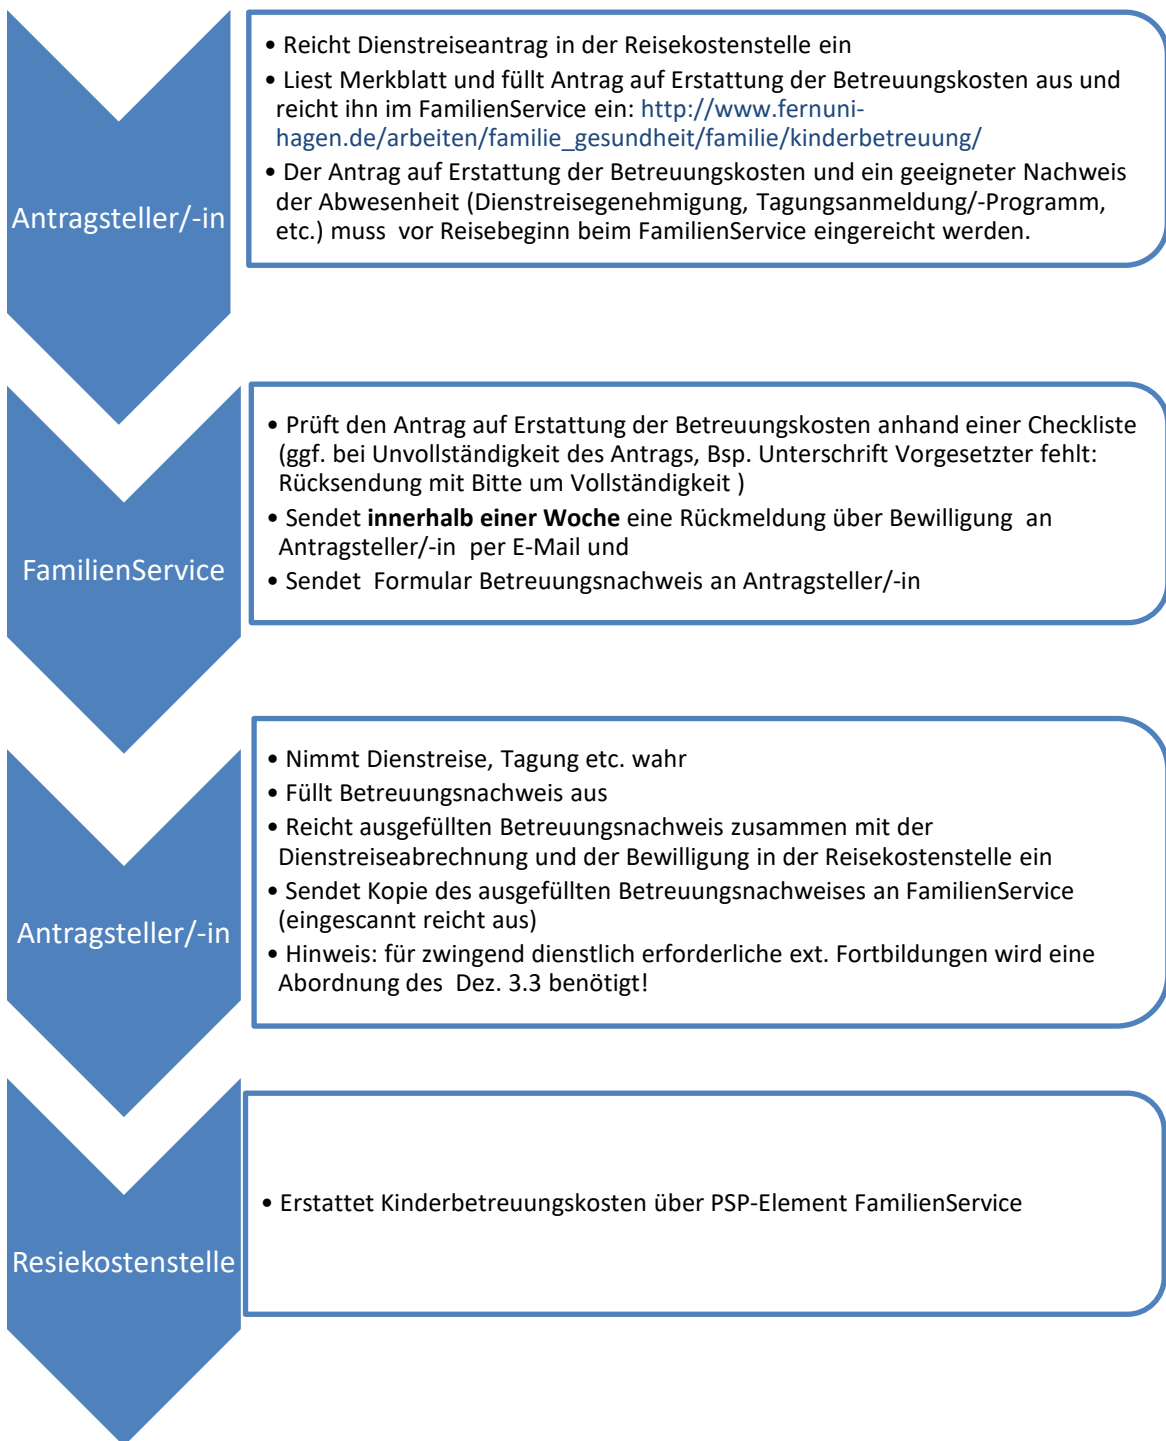 Antragsteller/-in
• Reicht Dienstreiseantrag in der Reisekostenstelle ein
• Liest Merkblatt und füllt Antrag auf Erstattung der Betreuungskosten aus und
reicht ihn im FamilienService ein: http://www.fernuni-
hagen.de/arbeiten/familie_gesundheit/familie/kinderbetreuung/
• Der Antrag auf Erstattung der Betreuungskosten und ein geeigneter Nachweis
der Abwesenheit (Dienstreisegenehmigung, Tagungsanmeldung/-Programm,
etc.) muss vor Reisebeginn beim FamilienService eingereicht werden.
FamilienService
• Prüft den Antrag auf Erstattung der Betreuungskosten anhand einer Checkliste
(ggf. bei Unvollständigkeit des Antrags, Bsp. Unterschrift Vorgesetzter fehlt:
Rücksendung mit Bitte um Vollständigkeit )
• Sendet innerhalb einer Woche eine Rückmeldung über Bewilligung an
Antragsteller/-in per E-Mail und
• Sendet Formular Betreuungsnachweis an Antragsteller/-in
Antragsteller/-in
• Nimmt Dienstreise, Tagung etc. wahr
• Füllt Betreuungsnachweis aus
• Reicht ausgefüllten Betreuungsnachweis zusammen mit der
Dienstreiseabrechnung und der Bewilligung in der Reisekostenstelle ein
• Sendet Kopie des ausgefüllten Betreuungsnachweises an FamilienService
(eingescannt reicht aus)
• Hinweis: für zwingend dienstlich erforderliche ext. Fortbildungen wird eine
Abordnung des Dez. 3.3 benötigt!
Resiekostenstelle
• Erstattet Kinderbetreuungskosten über PSP-Element FamilienService